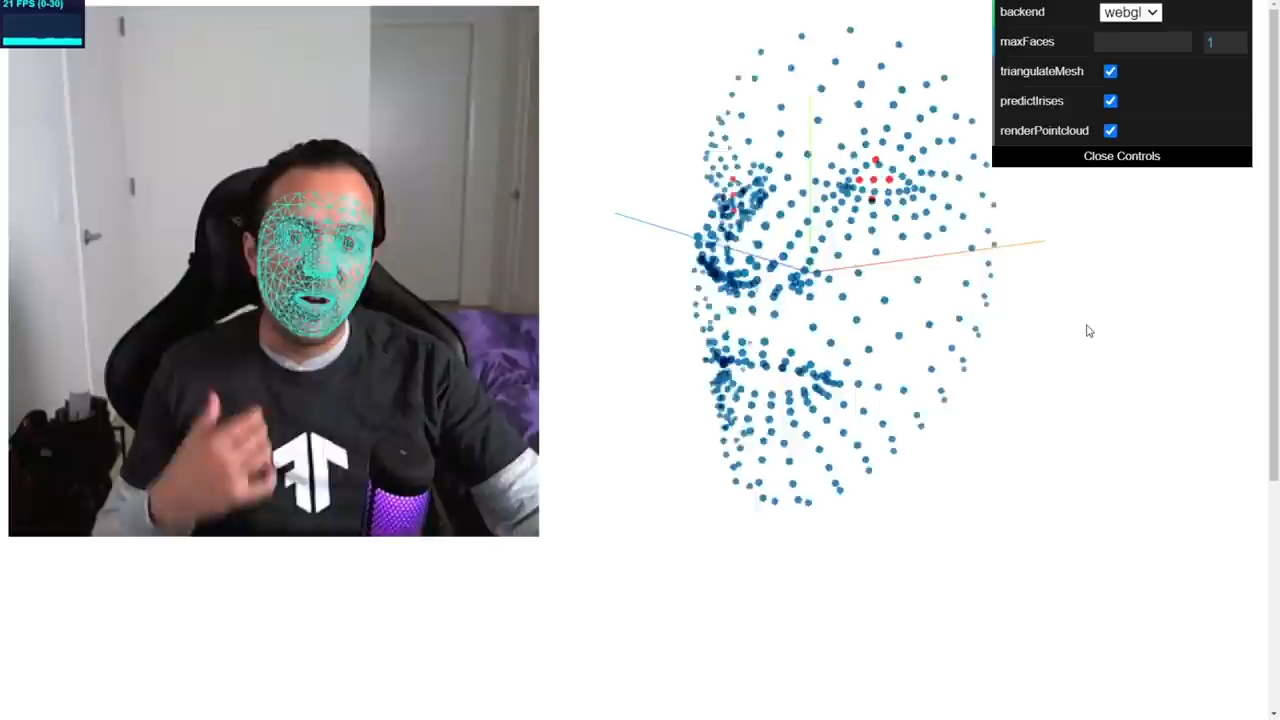 21 FPS (0-30)
backend
webgl
maxFaces
1
triangulateMesh
predictIrises
renderPointcloud
Close Controls